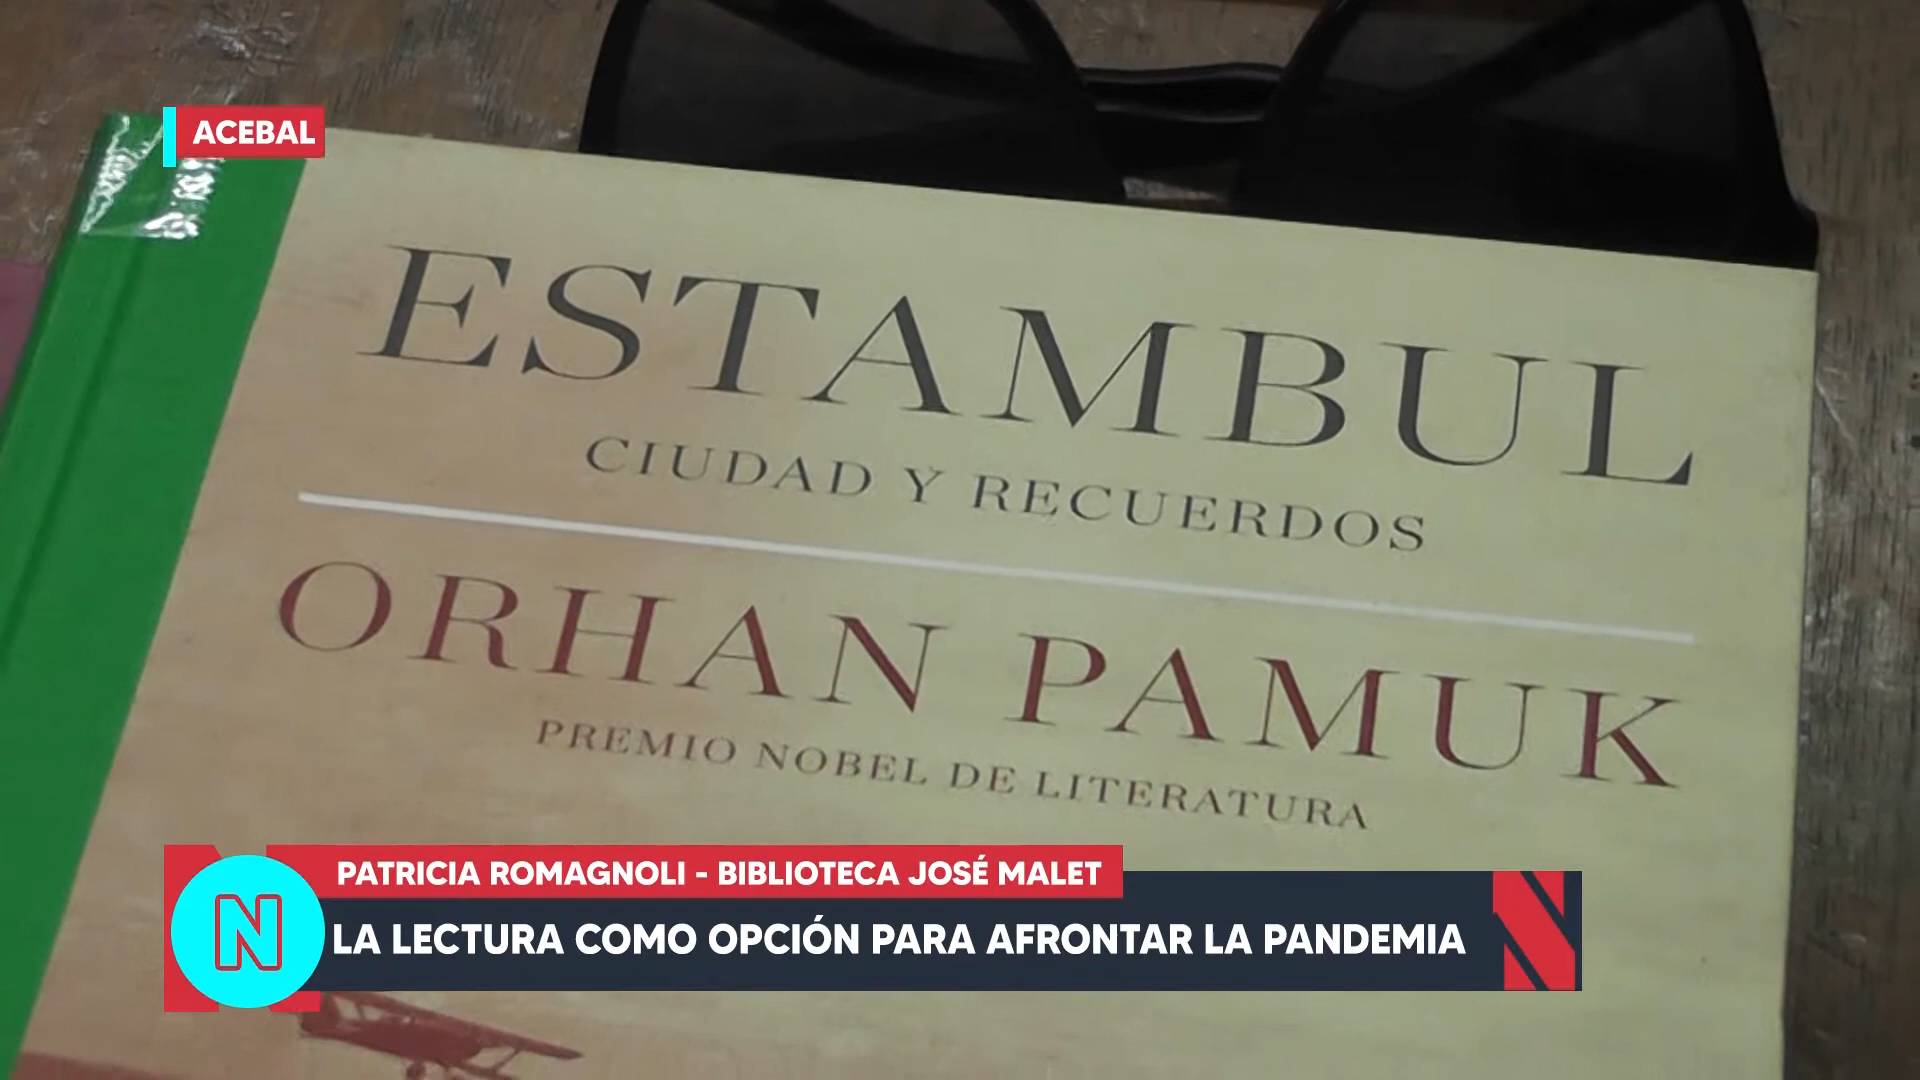 ACEBAL
ESTAMBUL
CIUDAD Y RECUERDOS
ORHAN PAMUK
PREMIO NOBEL DE LITERATURA
PATRICIA ROMAGNOLI - BIBLIOTECA JOSÉ MALET
N LA LECTURA COMO OPCIÓN PARA AFRONTAR LA PANDEMIA N